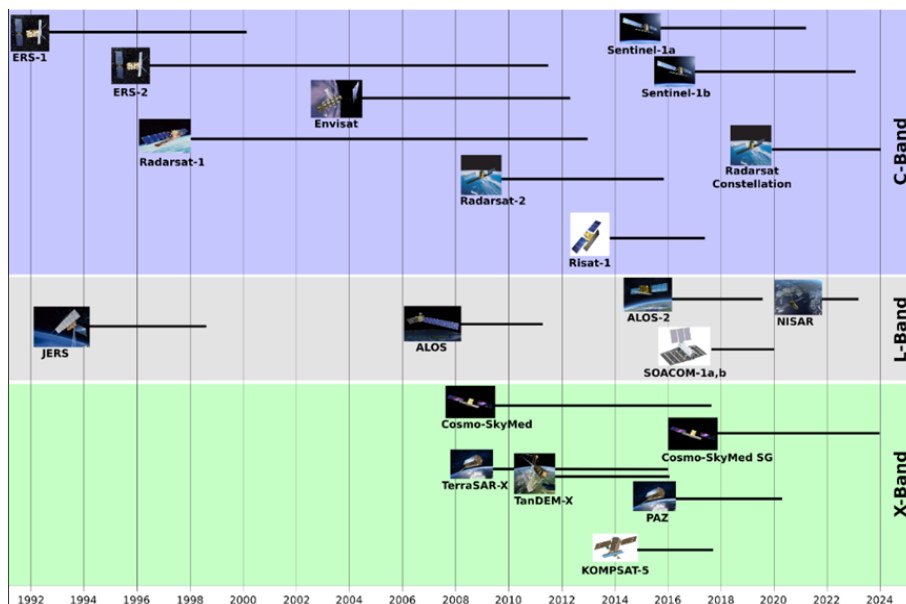 ERS-1
ERS-2
Envisat
Radarsat-1
Radarsat-2
Risat-1
Sentinel-1a
Sentinel-1b
Radarsat
Constellation
C-Band
JERS
ALOS
ALOS-2
NISAR
SOACOM-1a,b
L-Band
Cosmo-SkyMed
Cosmo-SkyMed SG
TerraSAR-X
TanDEM-X
PAZ
KOMPSAT-5
X-Band
1992 1994 1996 1998 2000 2002 2004 2006 2008 2010 2012 2014 2016 2018 2020 2022 2024